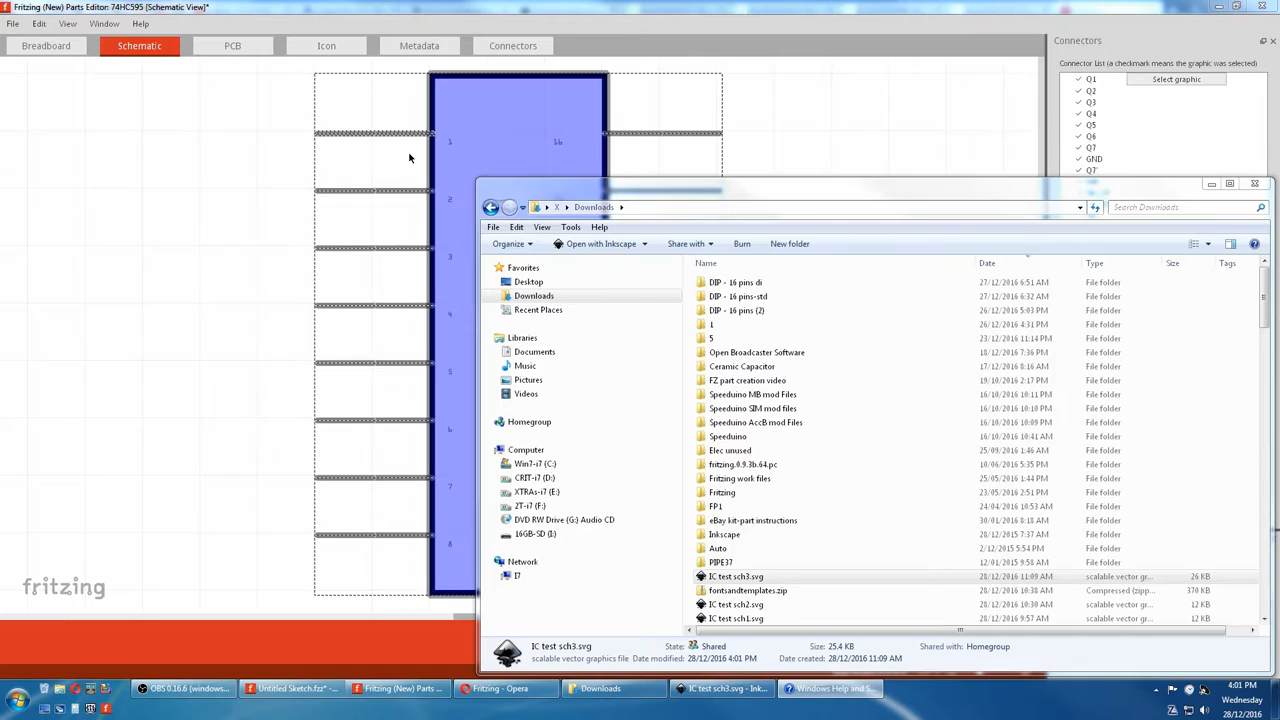 Fritzing (New) Parts Editor: 74HC595 [Schematic View]*
File Edit View Window Help
Breadboard Schematic PCB Icon Metadata Connectors
Connectors
Connector List (a checkmark means the graphic was selected)
Q1 Select graphic
Q2
Q3
Q4
Q5
Q6
Q7
GND
Q7'
1 16
2
3
4
5
6
7
8
fritzing
X Downloads
Search Downloads
File Edit View Tools Help
Organize Open with Inkscape Share with Burn New folder
Favorites
Desktop
Downloads
Recent Places
Libraries
Documents
Music
Pictures
Videos
Homegroup
Computer
Win7-i7 (C:)
CRIT-i7 (D:)
XTRAs-i7 (E:)
2T-i7 (F:)
DVD RW Drive (G:) Audio CD
16GB-SD (I:)
Network
I7
Name Date Type Size Tags
DIP - 16 pins di 27/12/2016 6:51 AM File folder
DIP - 16 pins-std 27/12/2016 6:32 AM File folder
DIP - 16 pins (2) 26/12/2016 5:03 PM File folder
1 26/12/2016 4:31 PM File folder
5 23/12/2016 11:14 PM File folder
Open Broadcaster Software 18/12/2016 7:36 PM File folder
Ceramic Capacitor 17/12/2016 8:16 AM File folder
FZ part creation video 19/10/2016 2:17 PM File folder
Speeduino MB mod Files 16/10/2016 10:11 PM File folder
Speeduino SIM mod files 16/10/2016 10:10 PM File folder
Speeduino AccB mod Files 16/10/2016 10:09 PM File folder
Speeduino 16/10/2016 10:41 AM File folder
Elec unused 25/09/2016 1:46 AM File folder
fritzing.0.9.3b.64.pc 10/06/2016 5:35 PM File folder
Fritzing work files 25/05/2016 1:44 PM File folder
Fritzing 23/05/2016 2:51 PM File folder
FP1 24/04/2016 10:53 AM File folder
eBay kit-part instructions 30/01/2016 8:18 AM File folder
Inkscape 28/12/2015 7:37 AM File folder
Auto 2/12/2015 5:54 PM File folder
PIPE37 12/01/2015 9:58 AM File folder
IC test sch3.svg 28/12/2016 11:09 AM scalable vector gr... 26 KB
fontsandtemplates.zip 28/12/2016 10:38 AM Compressed (zipp... 370 KB
IC test sch2.svg 28/12/2016 10:30 AM scalable vector gr... 12 KB
IC test sch1.svg 28/12/2016 9:57 AM scalable vector gr... 12 KB
IC test sch3.svg State: Shared Size: 25.4 KB Shared with: Homegroup
scalable vector graphics file Date modified: 28/12/2016 4:01 PM Date created: 28/12/2016 11:09 AM
OBS 0.16.6 (windows... Untitled Sketch.fzz* -... Fritzing (New) Parts ... Fritzing - Opera Downloads IC test sch3.svg - Ink... Windows Help and S...
4:01 PM
Wednesday
28/12/2016